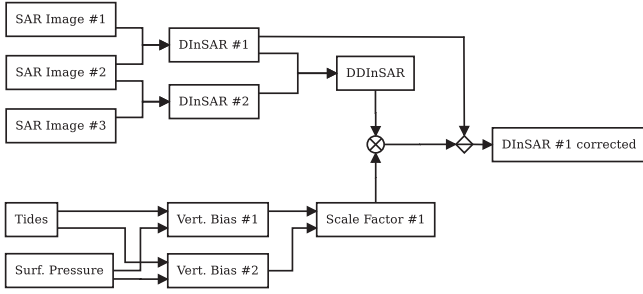 SAR Image #1
SAR Image #2
SAR Image #3
DInSAR #1
DInSAR #2
DDInSAR
DInSAR #1 corrected
Tides
Surf. Pressure
Vert. Bias #1
Vert. Bias #2
Scale Factor #1